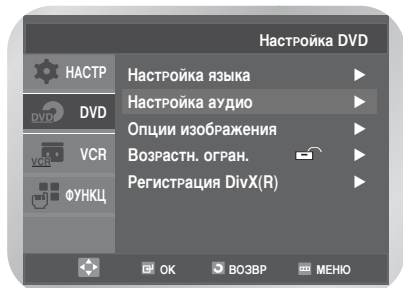 Настройка DVD
НАСТР
DVD
VCR
ФУНКЦ
Настройка языка ►
Настройка аудио ►
Опции изображения ►
Возрастн. огран. ►
Регистрация DivX(R) ►
DVD
VCR
ОК ВОЗВР МЕНЮ